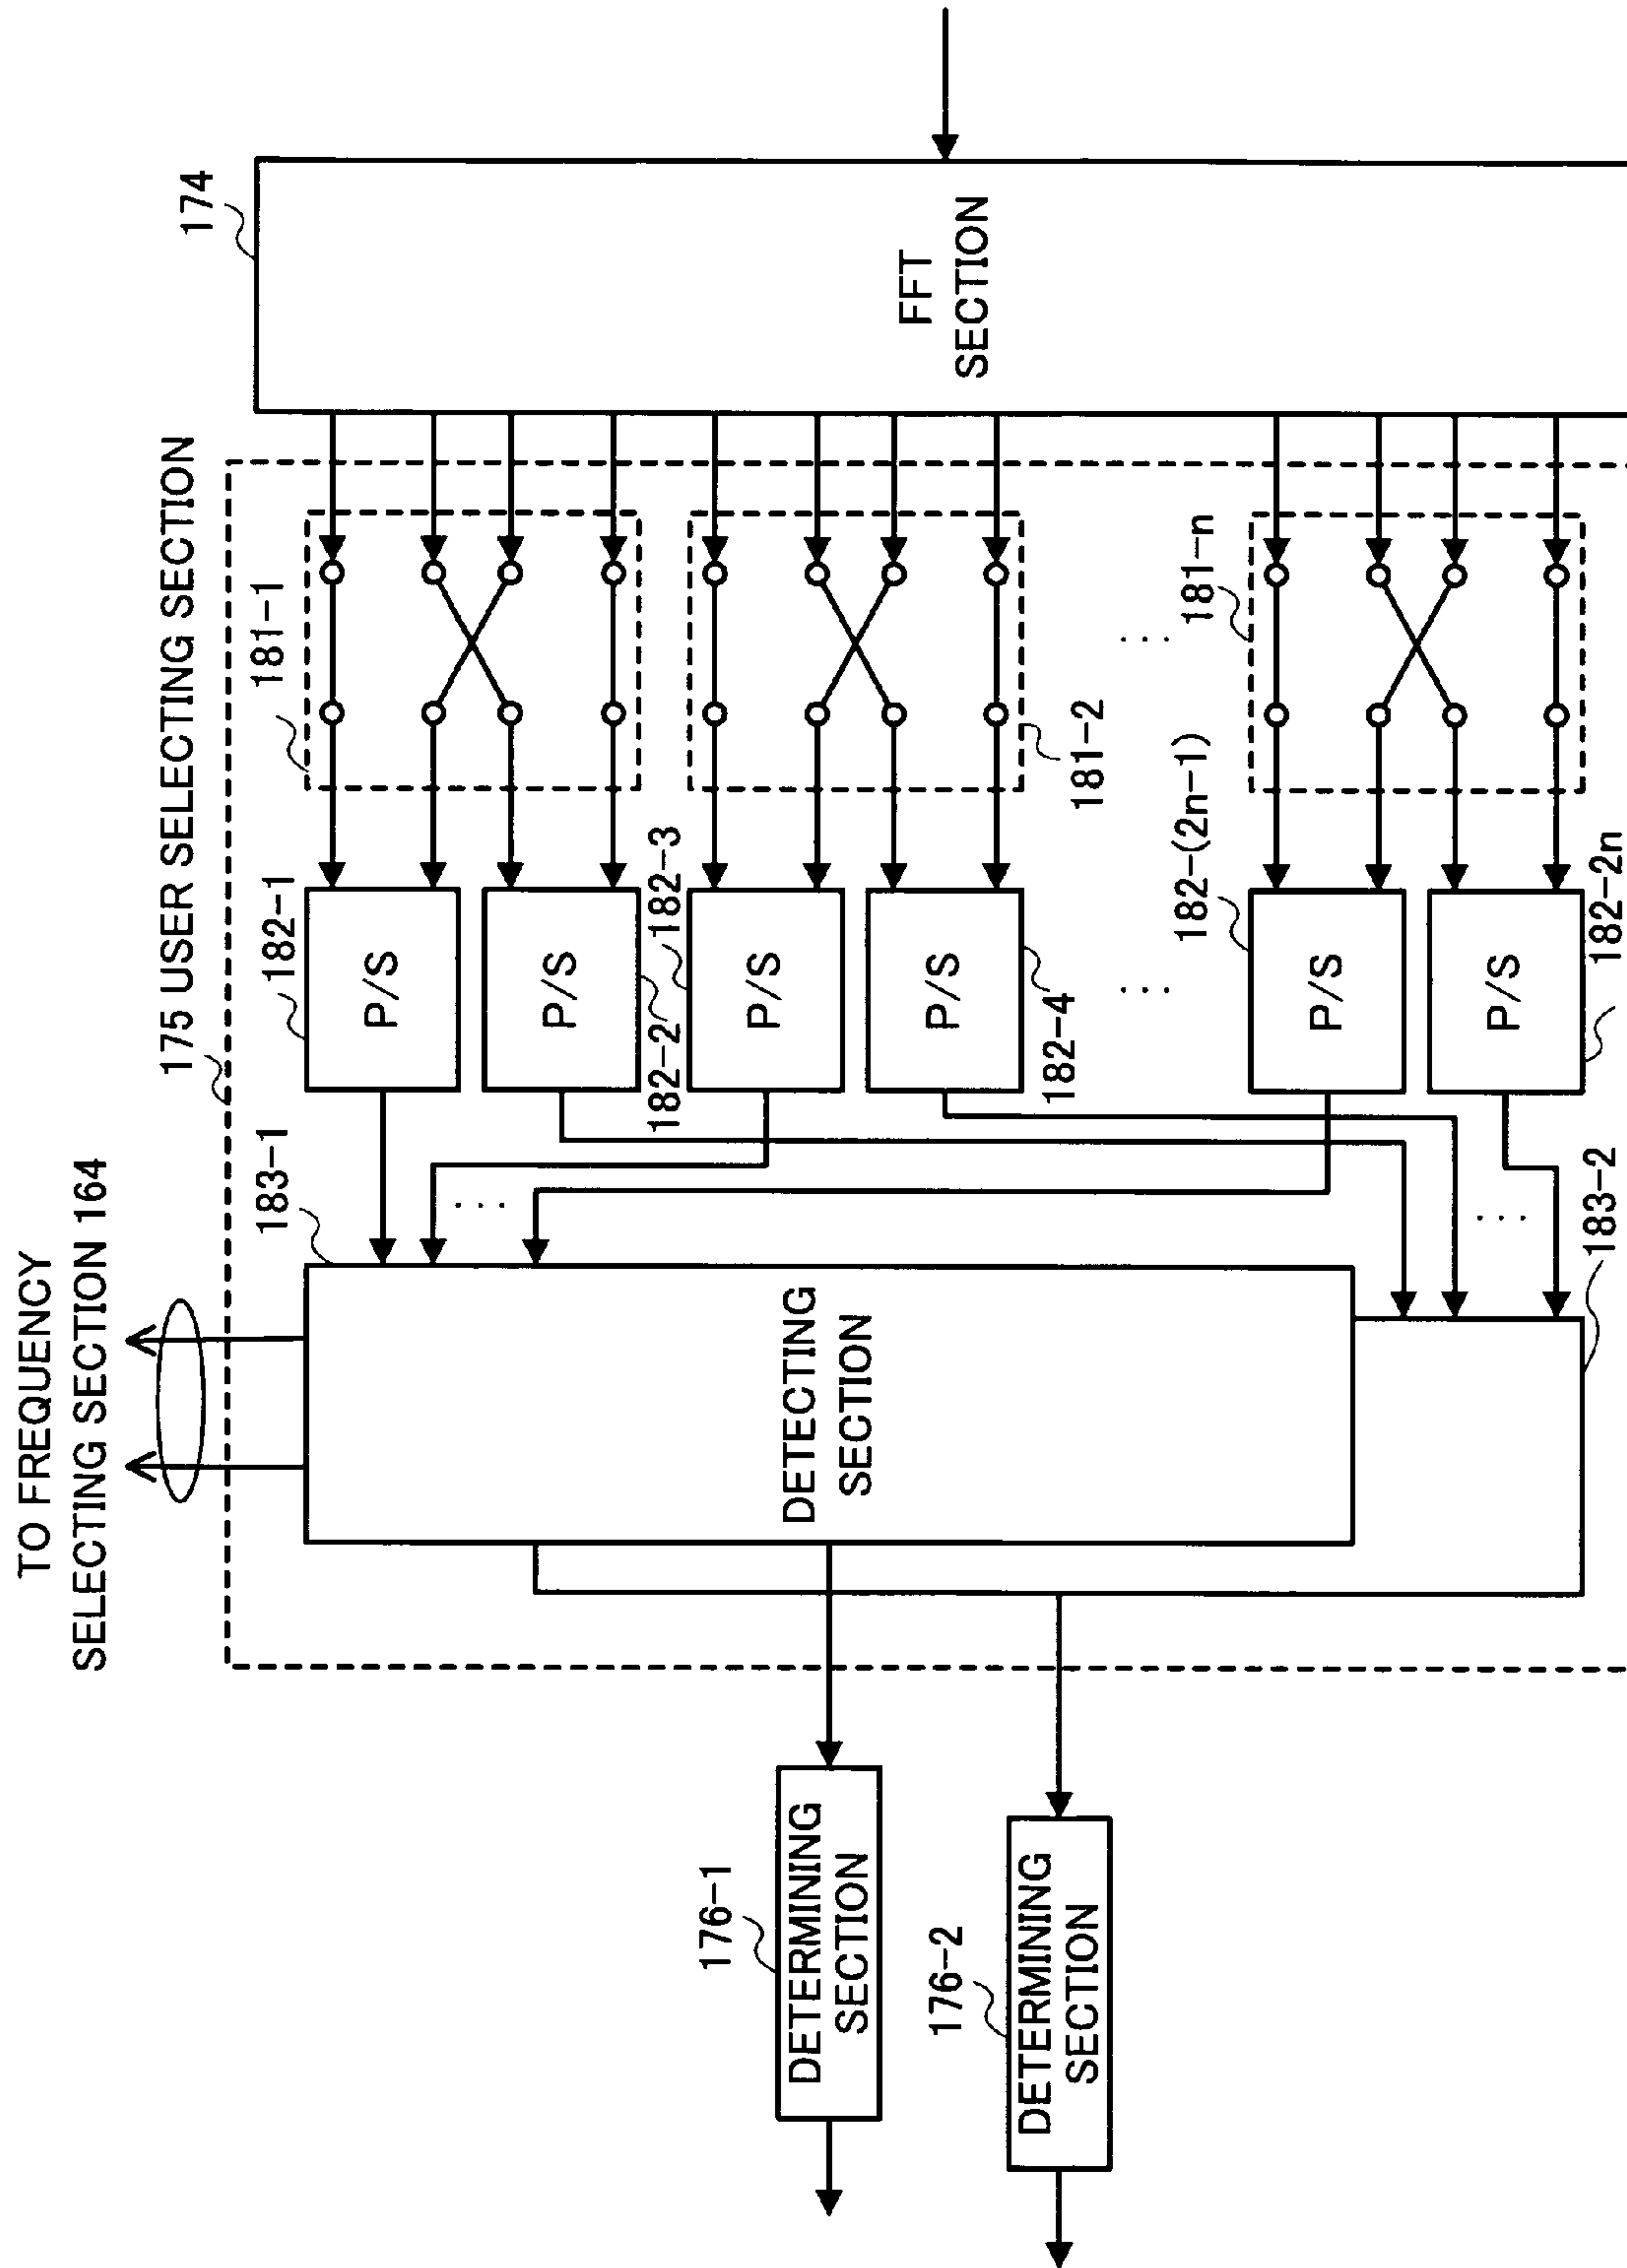 TO FREQUENCY
SELECTING SECTION 164
175 USER SELECTING SECTION
174
183-1
182-1
181-1
P/S
P/S
182-2
182-3
P/S
P/S
182-4
181-2
DETECTING
SECTION
FFT
SECTION
...
...
...
182-(2n-1)
181-n
P/S
P/S
182-2n
...
183-2
176-1
DETERMINING
SECTION
176-2
DETERMINING
SECTION